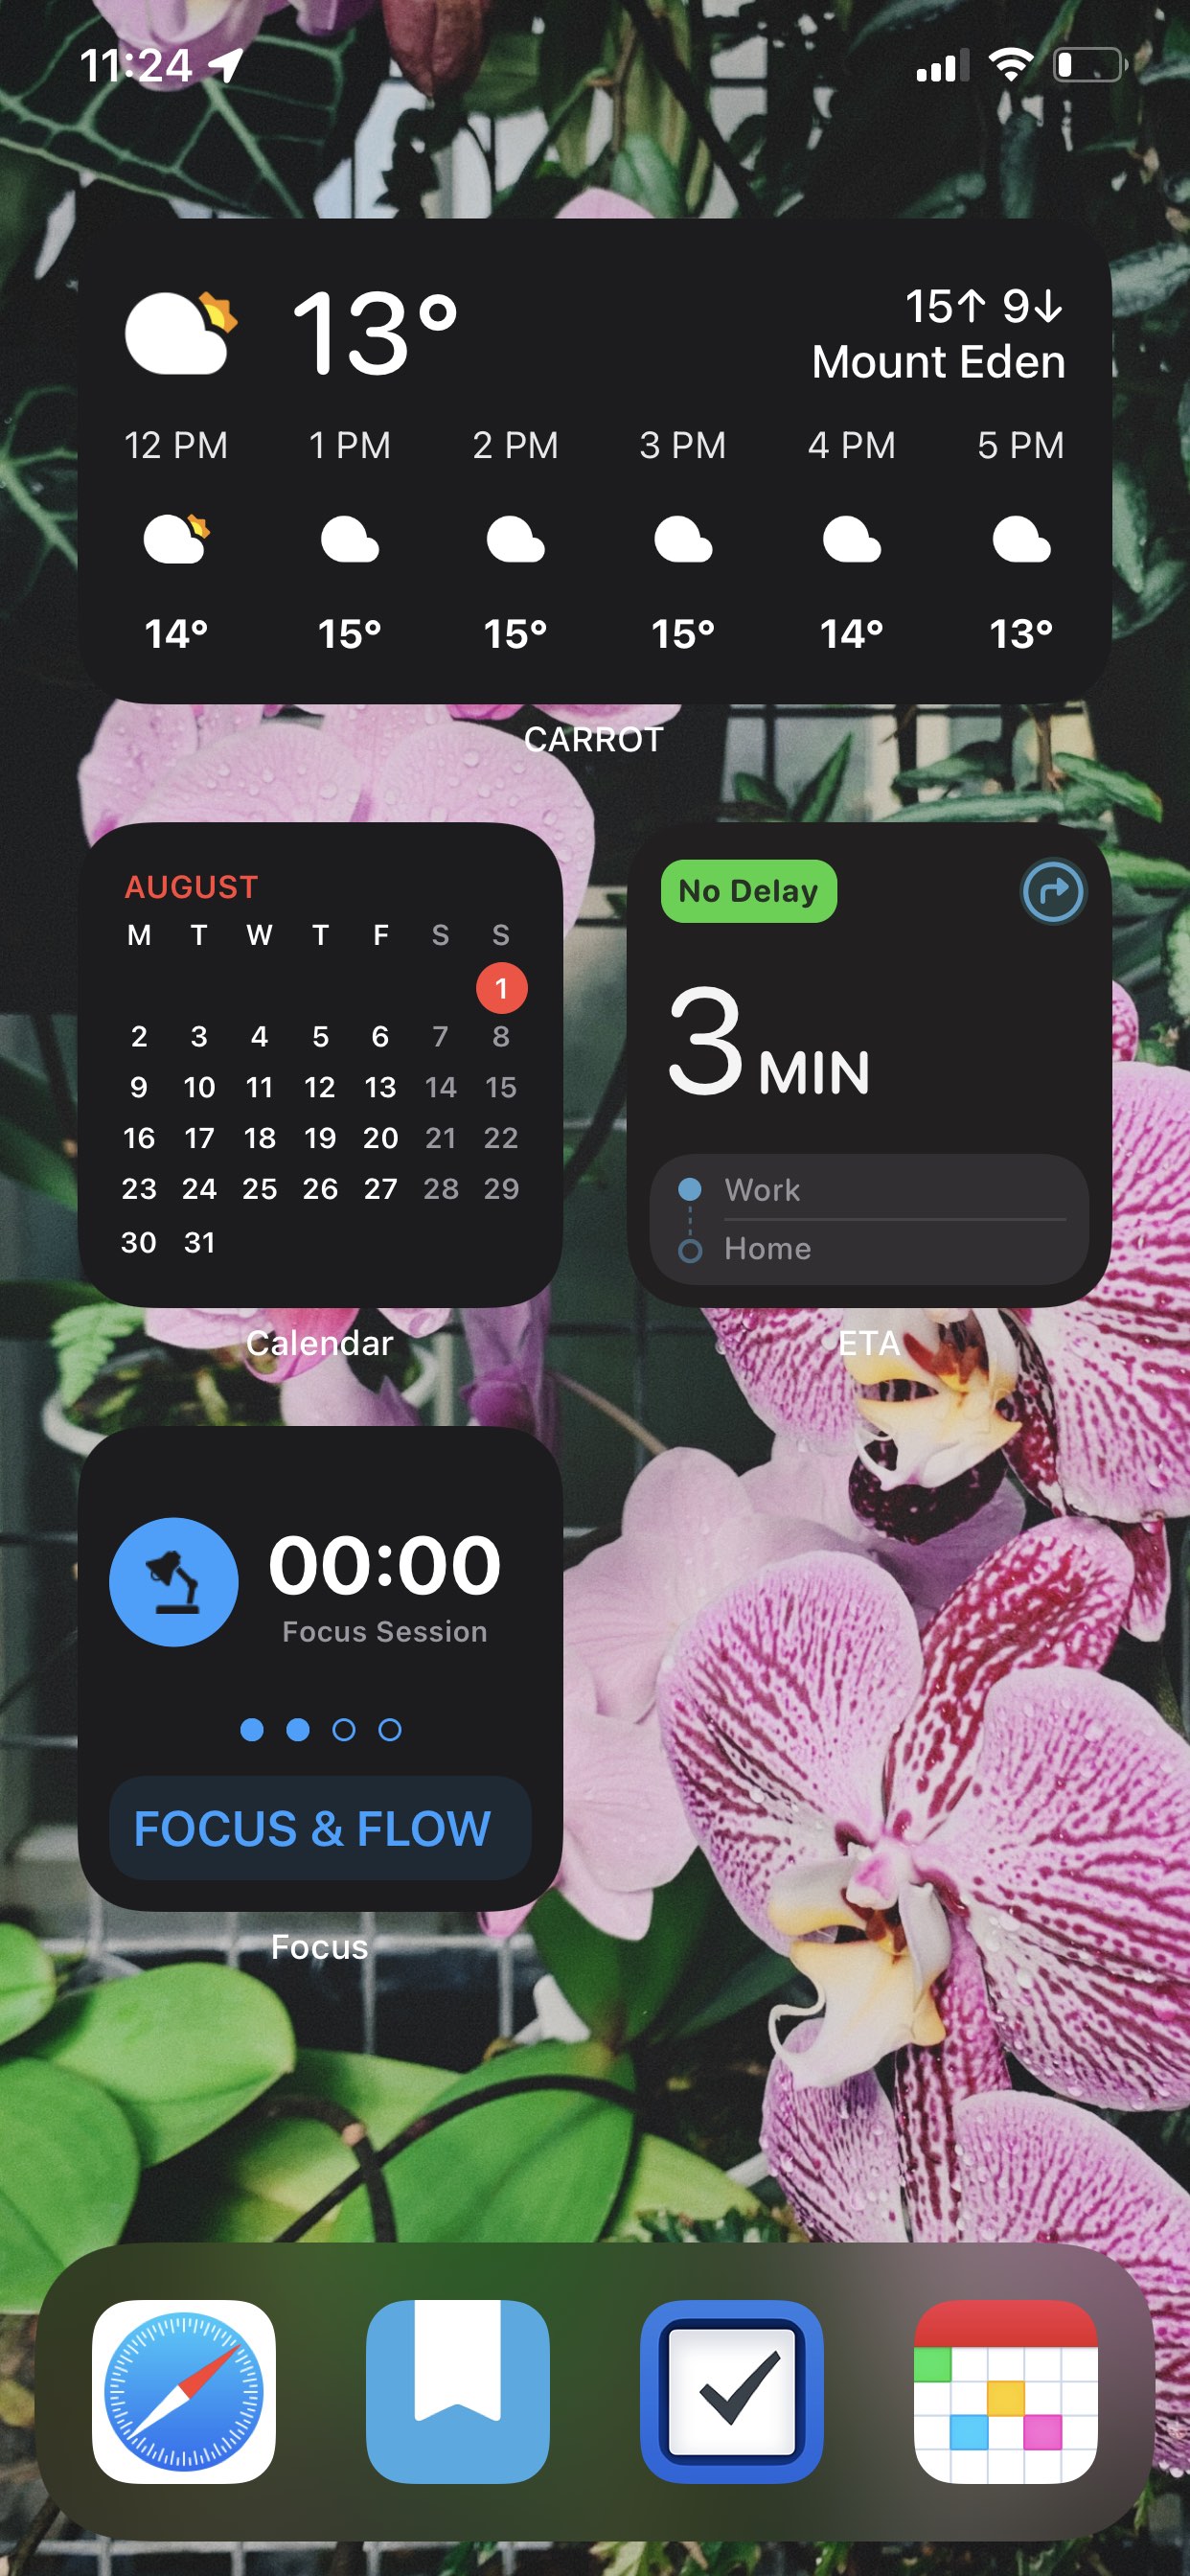 11:24
13°
15↑ 9↓
Mount Eden
12 PM 1 PM 2 PM 3 PM 4 PM 5 PM
14° 15° 15° 15° 14° 13°
CARROT
AUGUST
M T W T F S S
1
2 3 4 5 6 7 8
9 10 11 12 13 14 15
16 17 18 19 20 21 22
23 24 25 26 27 28 29
30 31
Calendar
No Delay
3 MIN
Work
Home
ETA
00:00
Focus Session
FOCUS & FLOW
Focus